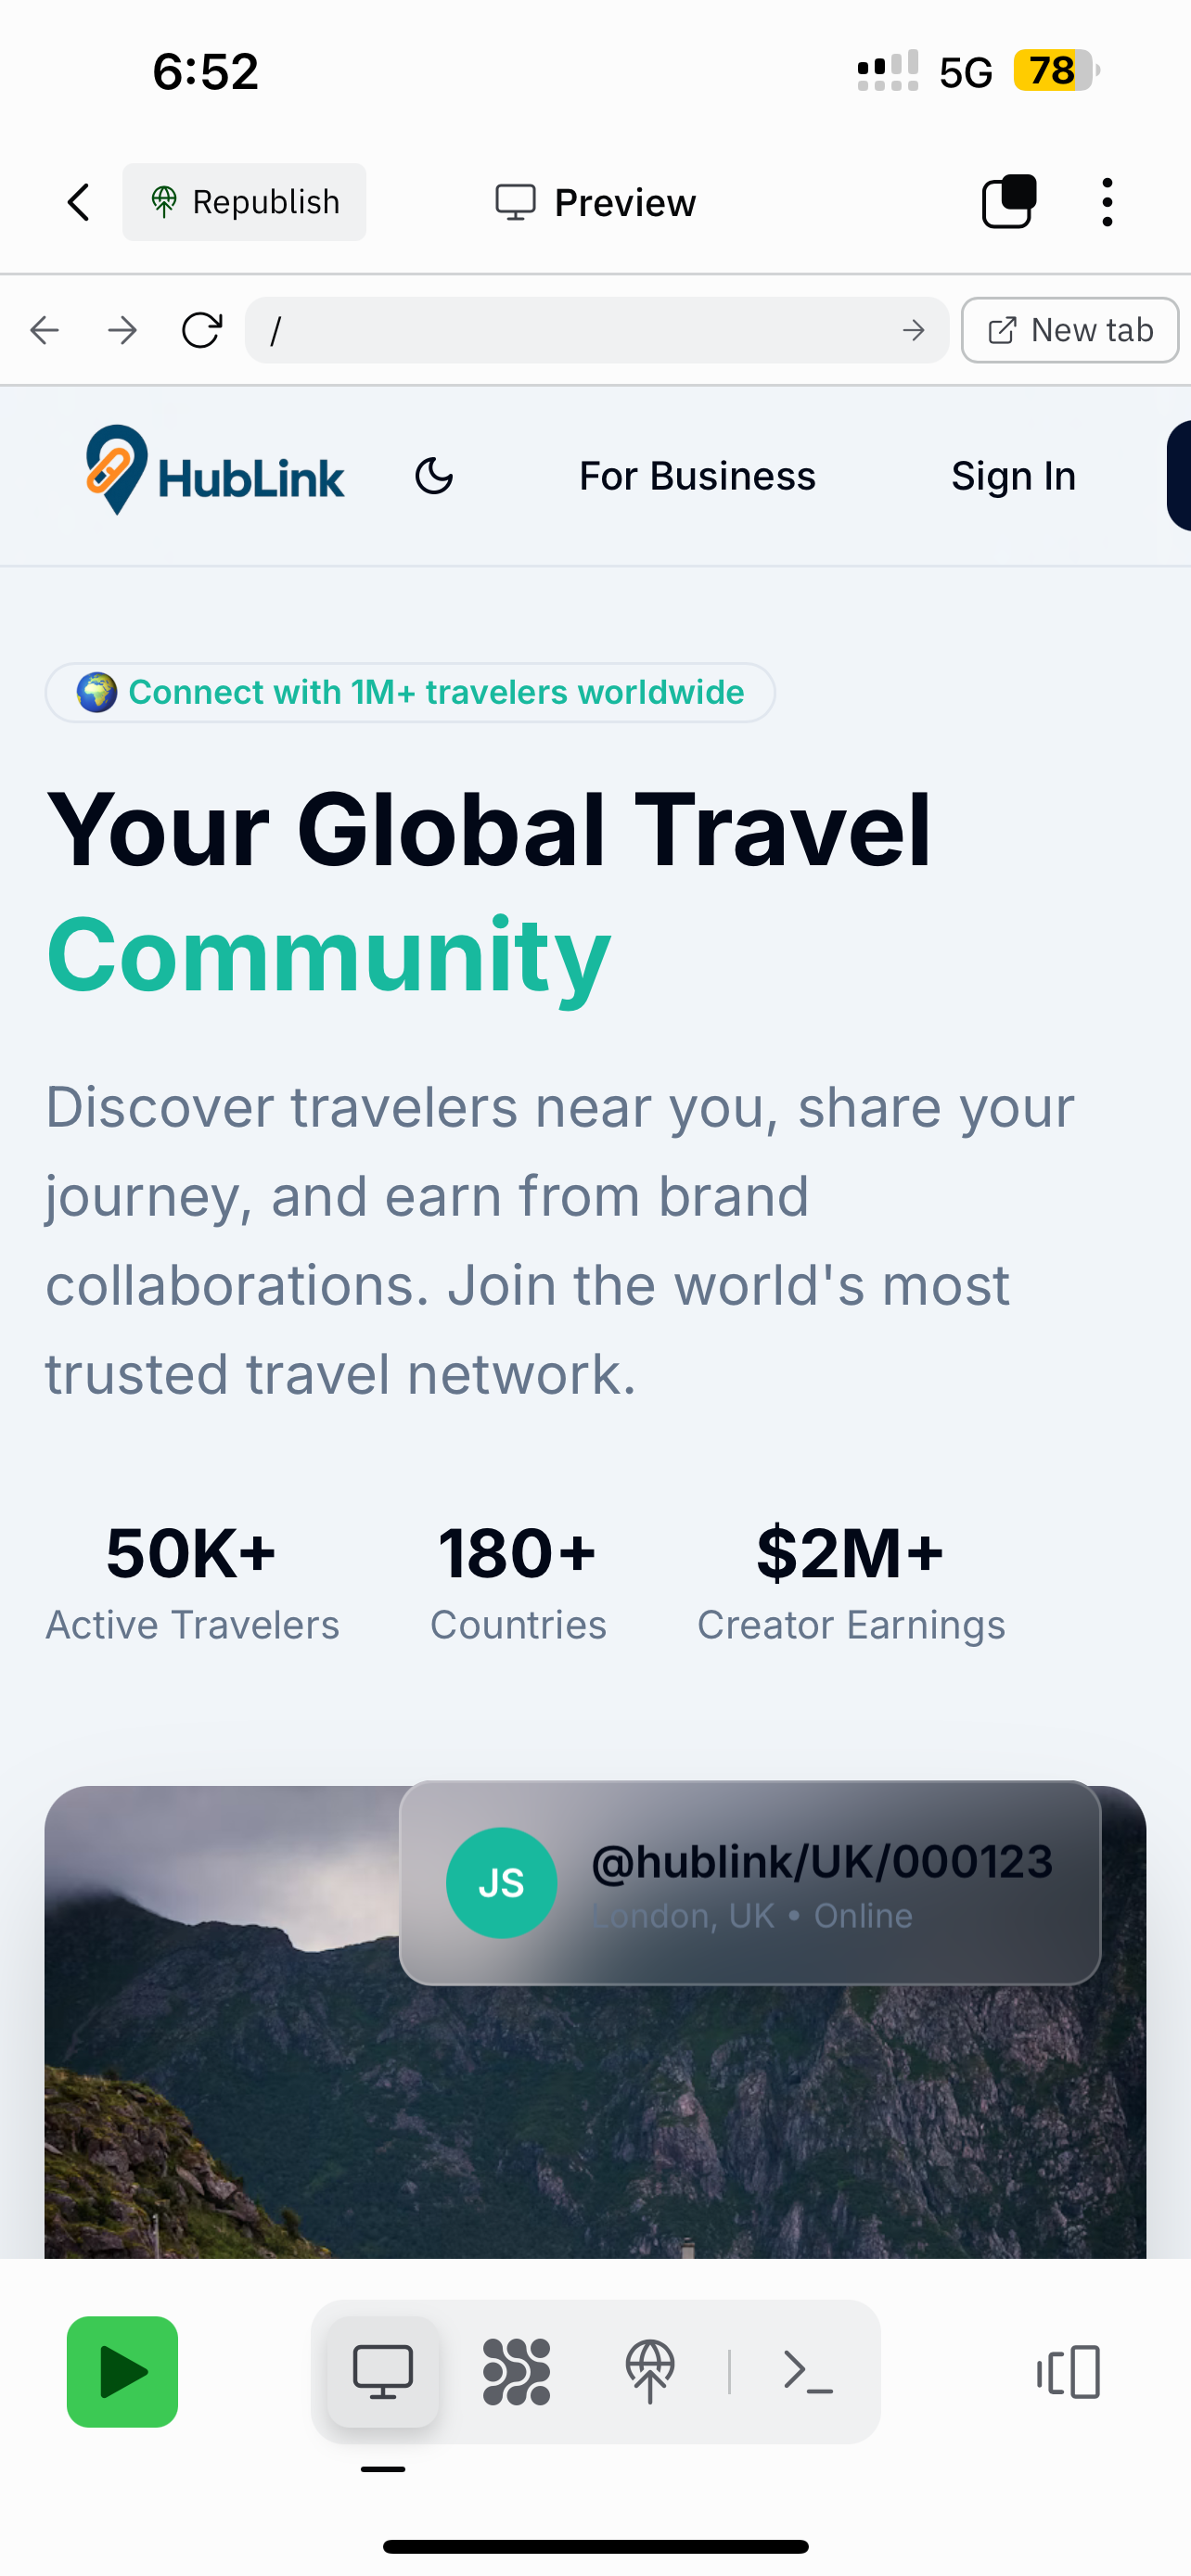 6:52
5G 78
Republish
Preview
/
New tab
HubLink
For Business
Sign In
🌍 Connect with 1M+ travelers worldwide
Your Global Travel
Community
Discover travelers near you, share your
journey, and earn from brand
collaborations. Join the world's most
trusted travel network.
50K+ 180+ $2M+
Active Travelers Countries Creator Earnings
JS
@hublink/UK/000123
London, UK • Online